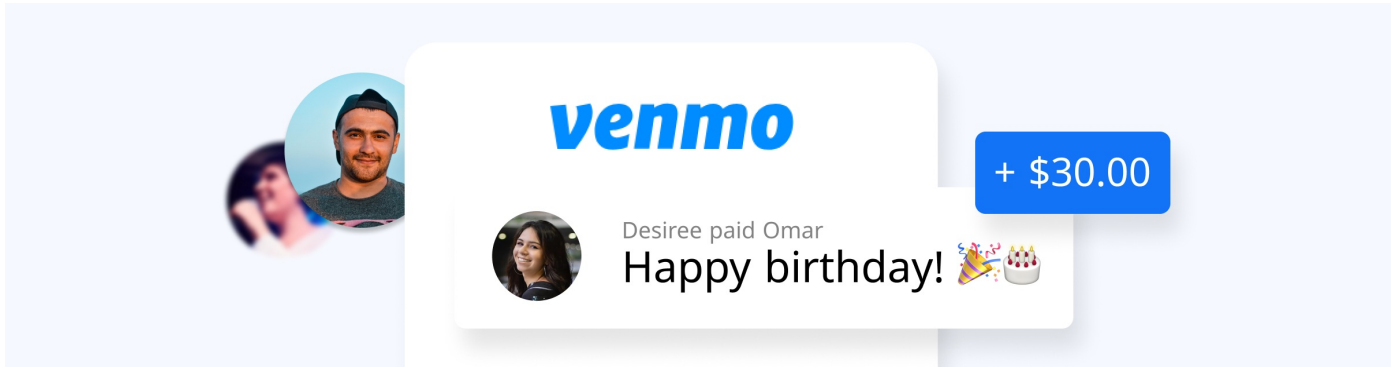 venmo
+ $30.00
Desiree paid Omar
Happy birthday! 🎉🎂